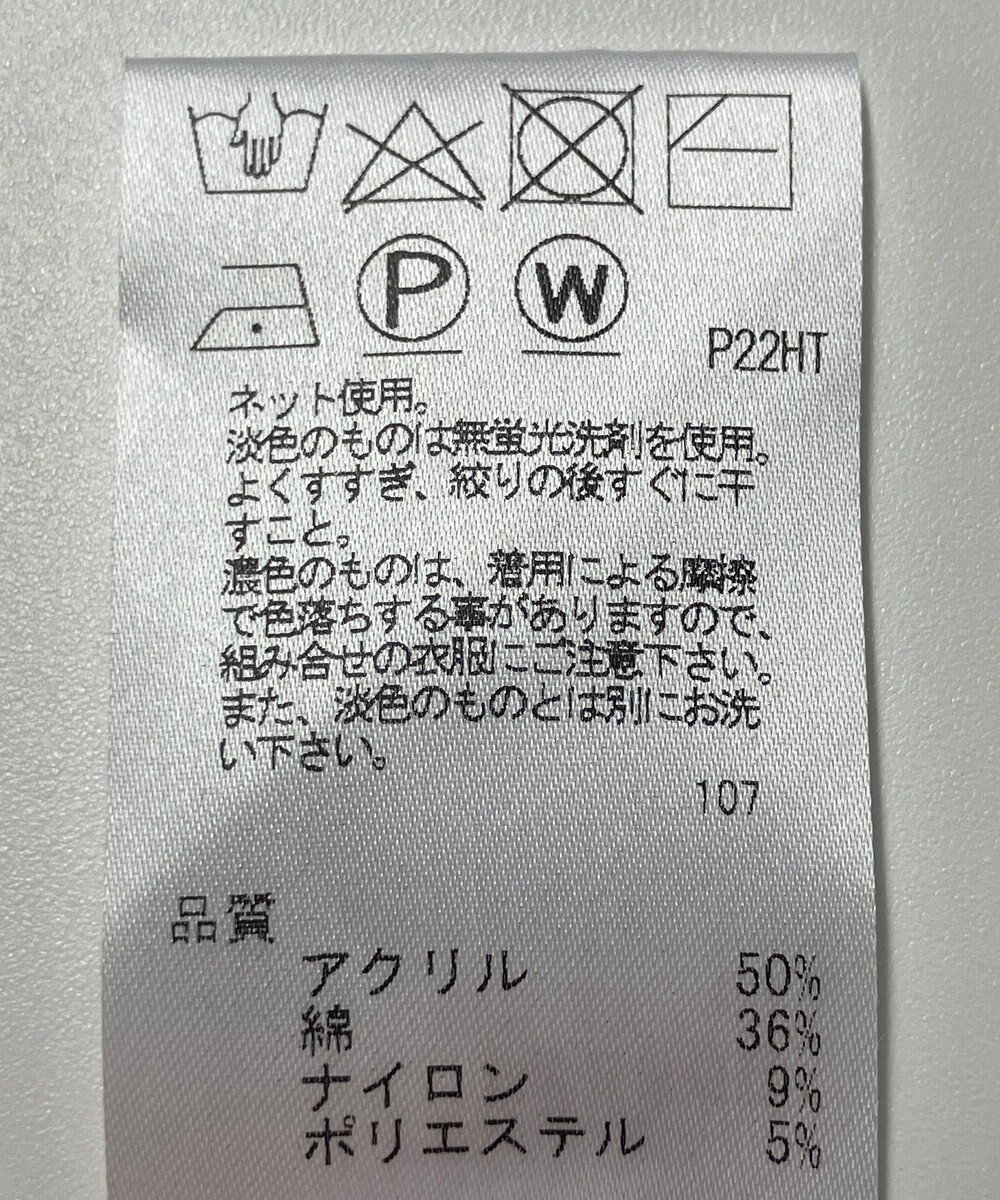 P
W
P22HT
ネット使用。
淡色のものは無蛍光洗剤を使用。
よくすすぎ、絞りの後すぐに干
すこと。
濃色のものは、着用による摩擦
で色落ちする事がありますので、
組み合せの衣服にご注意下さい。
また、淡色のものとは別にお洗
い下さい。
107
品質
アクリル 50%
綿 36%
ナイロン 9%
ポリエステル 5%